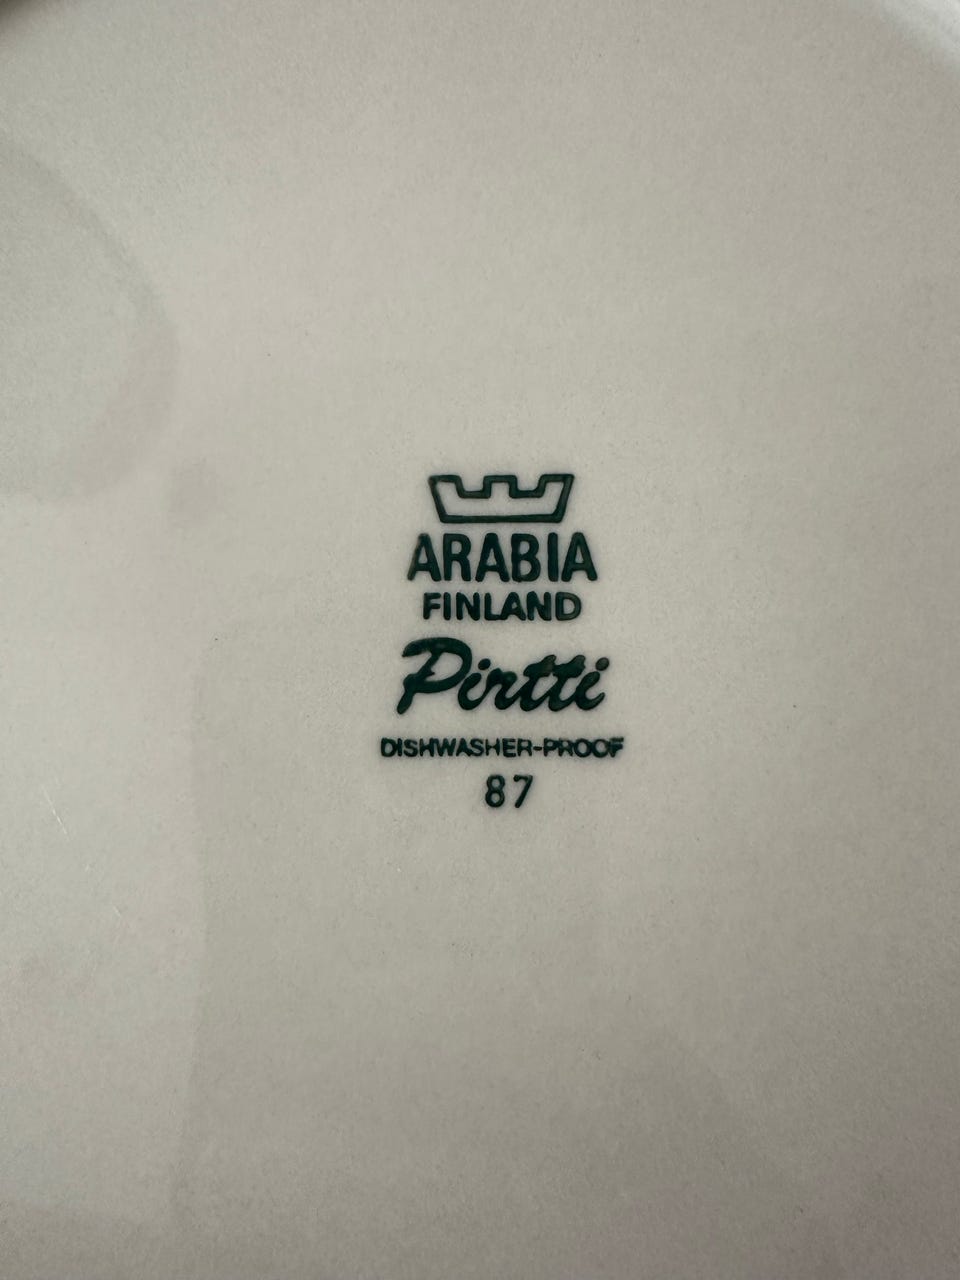 ARABIA
FINLAND
Pirtti
DISHWASHER-PROOF
87